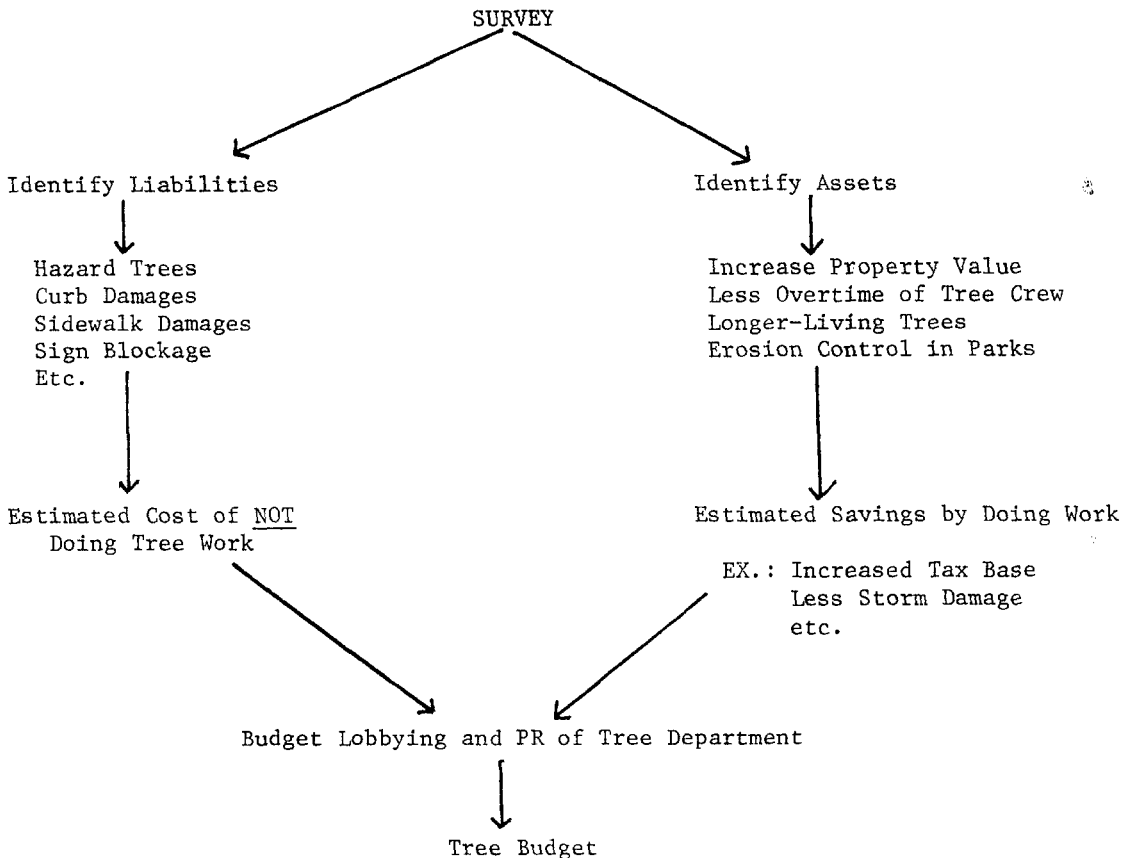 SURVEY
Identify Liabilities
Hazard Trees
Curb Damages
Sidewalk Damages
Sign Blockage
Etc.
Estimated Cost of NOT
Doing Tree Work
Identify Assets
Increase Property Value
Less Overtime of Tree Crew
Longer-Living Trees
Erosion Control in Parks
Estimated Savings by Doing Work
EX.: Increased Tax Base
Less Storm Damage
etc.
Budget Lobbying and PR of Tree Department
Tree Budget